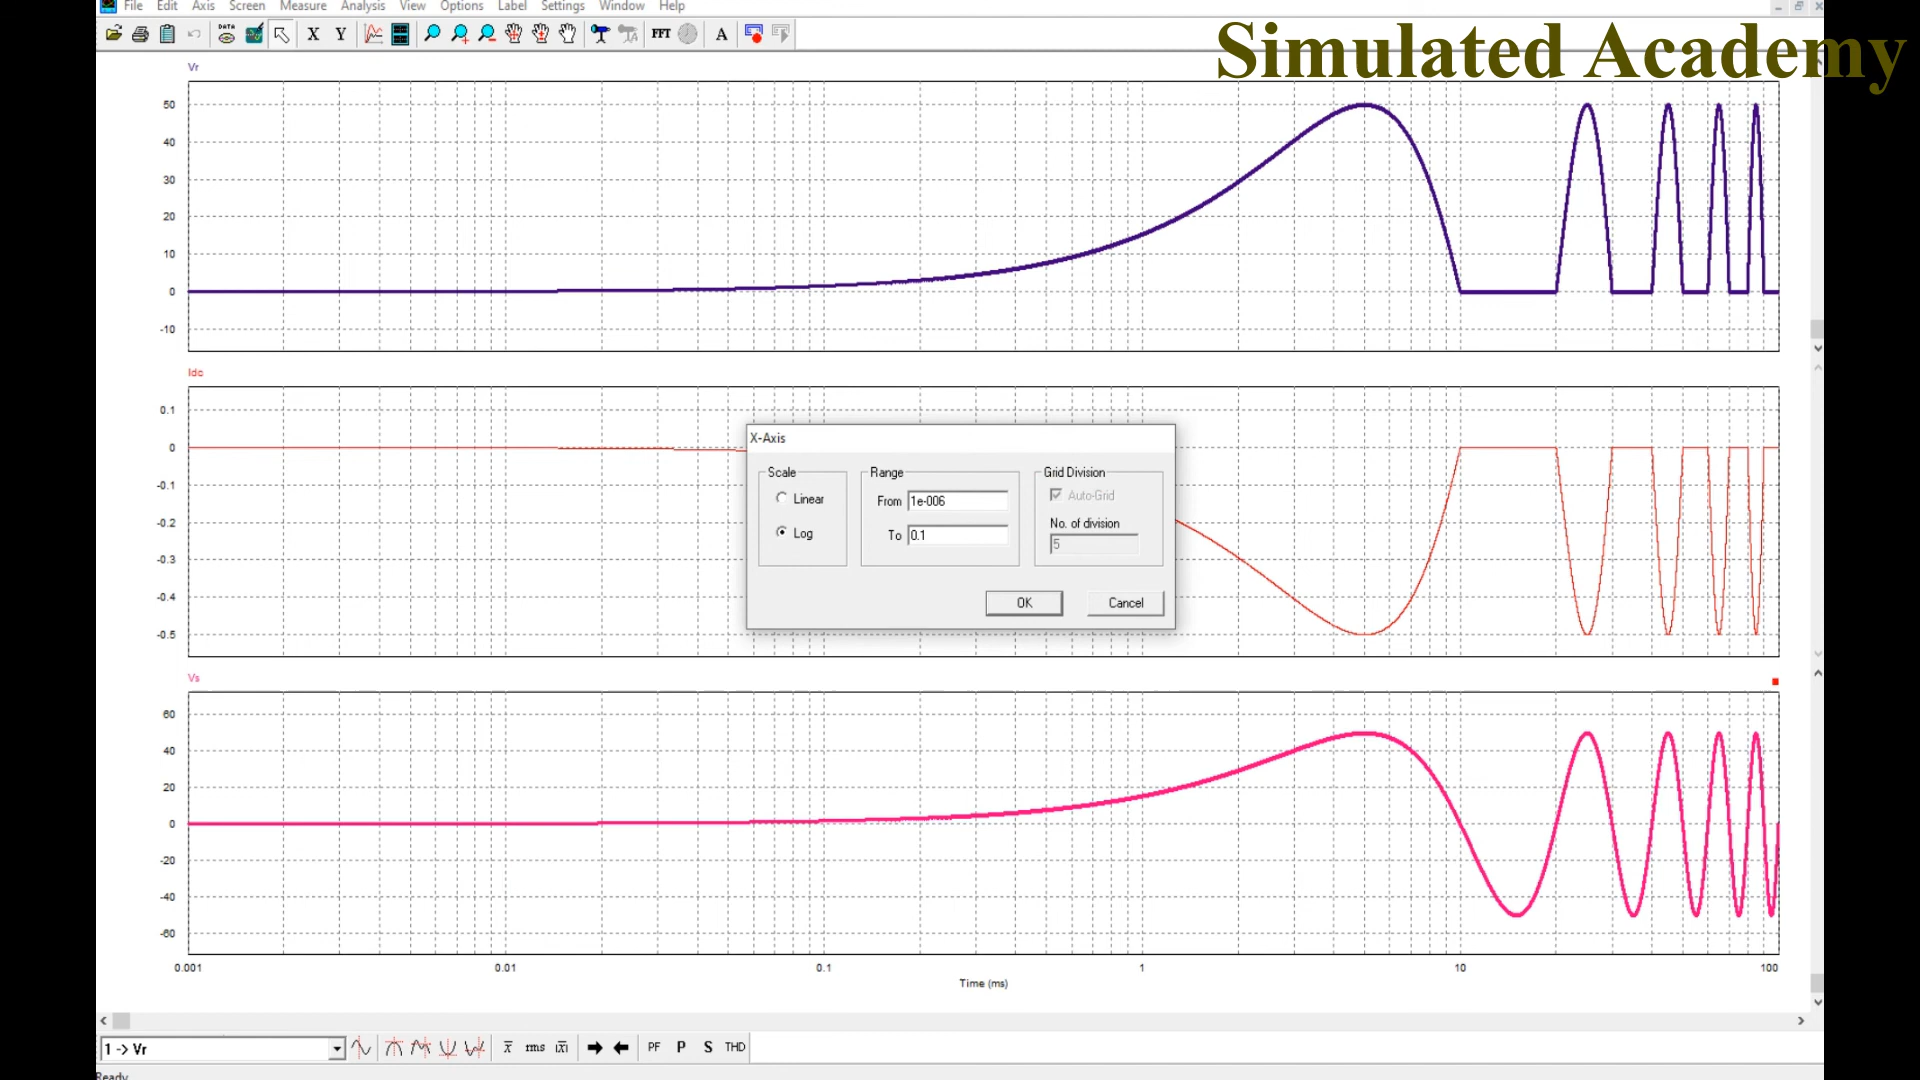 File Edit Axis Screen Measure Analysis View Options Label Settings Window Help
Simulated Academy
DATA X Y FFT A
Vr
50
40
30
20
10
0
-10
Idc
0.1
0
-0.1
-0.2
-0.3
-0.4
-0.5
X-Axis
Scale Range Grid Division
Linear From 1e-006 Auto-Grid
No. of division
Log To 0.1 5
OK Cancel
Vs
60
40
20
0
-20
-40
-60
0.001 0.01 0.1 1 10 100
Time (ms)
1 -> Vr x rms |x| PF P S THD
Ready